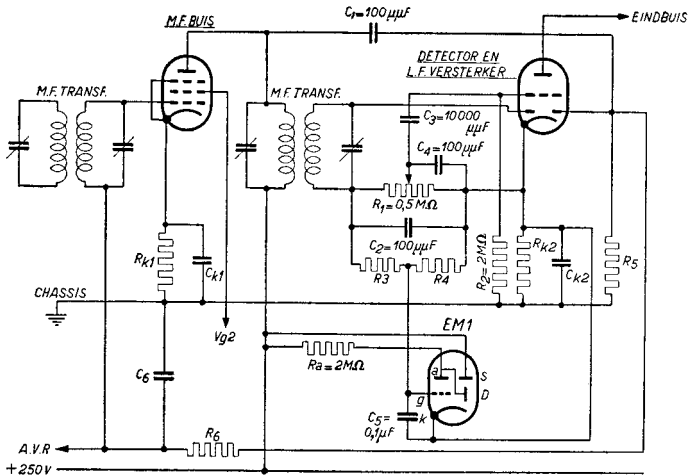 C1=100μμF
EINDBUIS
M.F. BUIS
DETECTOR EN
L.F. VERSTERKER
M.F. TRANSF.
M.F. TRANSF.
C3=10000
μμF
C4=100μμF
R1=0,5 MΩ
C2=100μμF
R3
R4
R2=2MΩ
Rk2
Ck2
R5
Rk1
Ck1
CHASSIS
Vg2
EM1
Ra=2MΩ
a
S
D
g
k
C5=
0,1μF
C6
R6
A.V.R
+250V